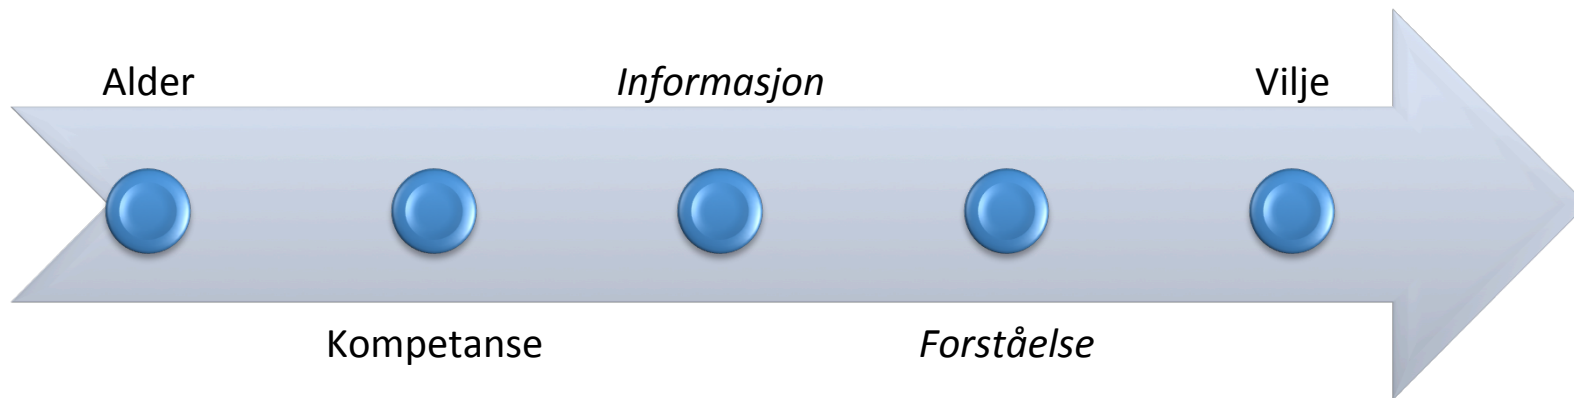 Alder
Informasjon
Vilje
Kompetanse
Forståelse